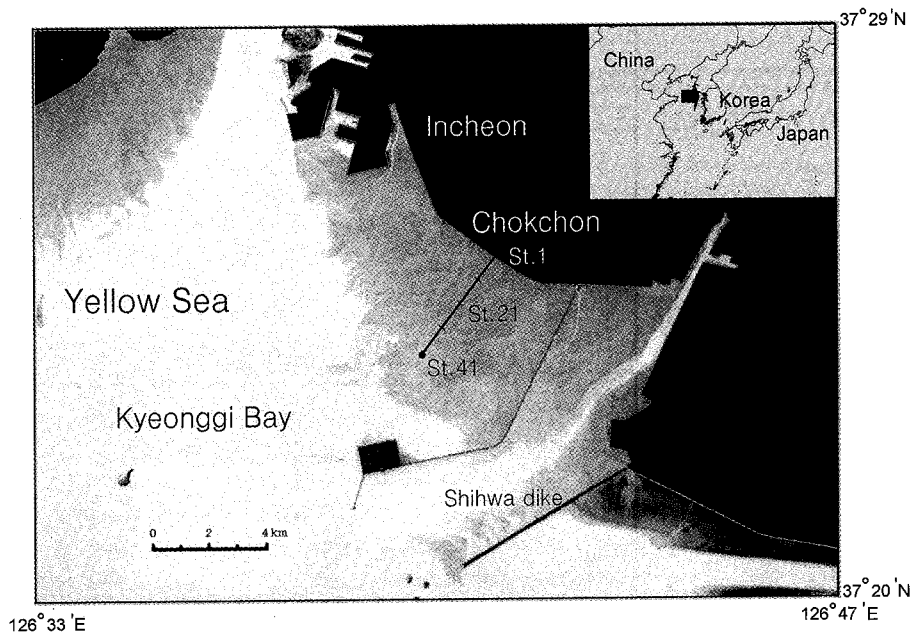 37°29'N
China
Korea
Japan
Incheon
Chokchon
St.1
Yellow Sea
St.21
St.41
Kyeonggi Bay
Shihwa dike
0 2 4 km
37°20'N
126°33'E
126°47'E